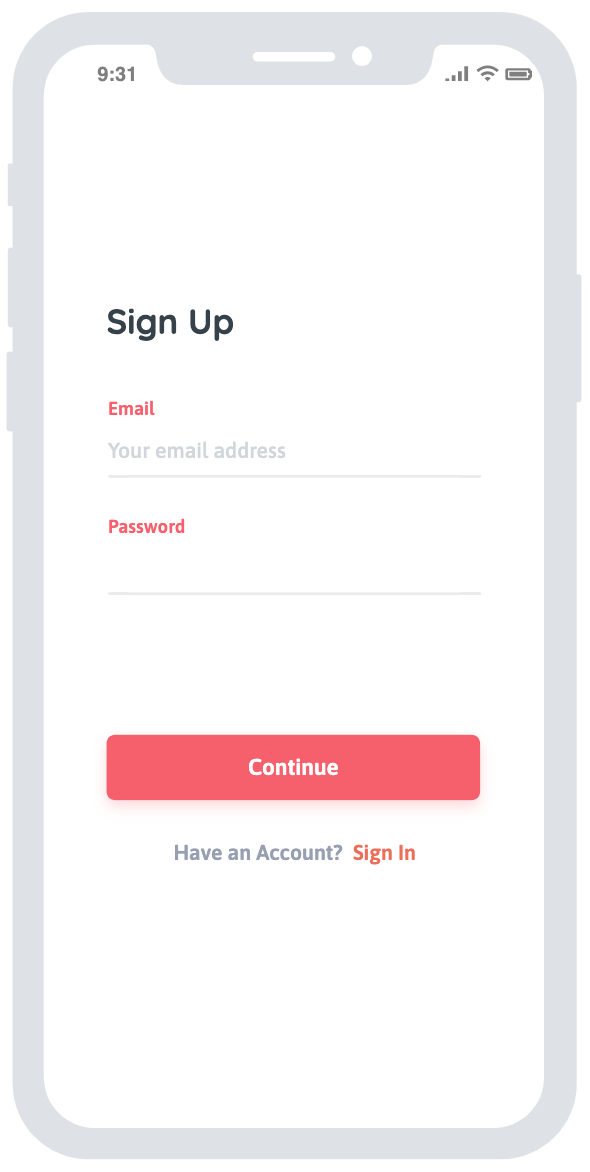 9:31
Sign Up
Email
Your email address
Password
Continue
Have an Account? Sign In